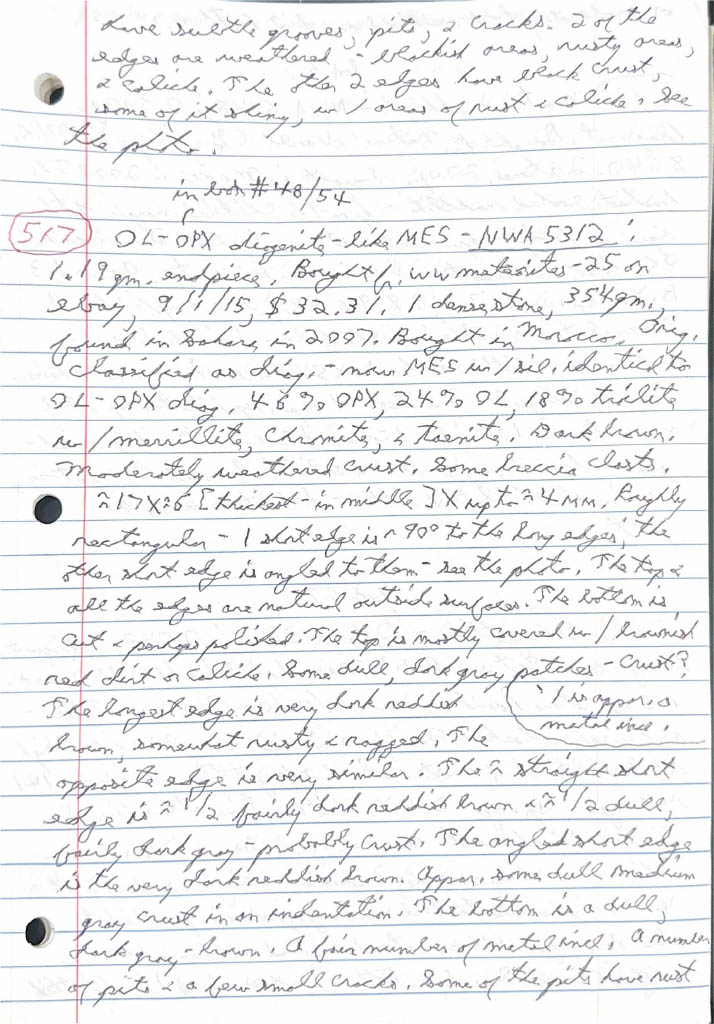 have subtle grooves, pits, & cracks. 2 of the
edges are weathered - blackish areas, rusty areas,
& caliche. The other 2 edges have black crust,
some of it shiny, w/ areas of rust & caliche. See
the photo.
in box #48/54
517 OL-OPX diogenite-like MES - NWA 5312:
1.19 gm. endpiece. Bought fr. ww meteorites-25 on
ebay, 9/1/15, $32.31. 1 dense stone, 354 gm.,
found in Sahara in 2007. Bought in Morocco. Orig.
classified as diog. - now MES w/ sil. identical to
OL-OPX diog. 46% OPX, 24% OL, 18% troilite
w/ merrillite, chromite, & taenite. Dark brown.
Moderately weathered crust. Some breccia clasts.
≈17X≈6 [thickest - in middle] X up to ≈4 mm. Roughly
rectangular - 1 short edge is ≈ 90° to the long edges; the
other short edge is angled to them - see the photo. The top &
all the edges are natural outside surfaces. The bottom is
cut & perhaps polished. The top is mostly covered w/ brownish
red dirt or caliche. Some dull, dark gray patches - crust?
The longest edge is very dark reddish
1 is appar. a
metal incl.
brown, somewhat rusty & ragged. The
opposite edge is very similar. The ≈ straight short
edge is ≈ 1/2 fairly dark reddish brown & ≈ 1/2 dull,
fairly dark gray - probably crust. The angled short edge
is the very dark reddish brown. Appar. some dull medium
gray crust in an indentation. The bottom is a dull,
dark gray-brown. A fair number of metal incl. A number
of pits & a few small cracks. Some of the pits have rust